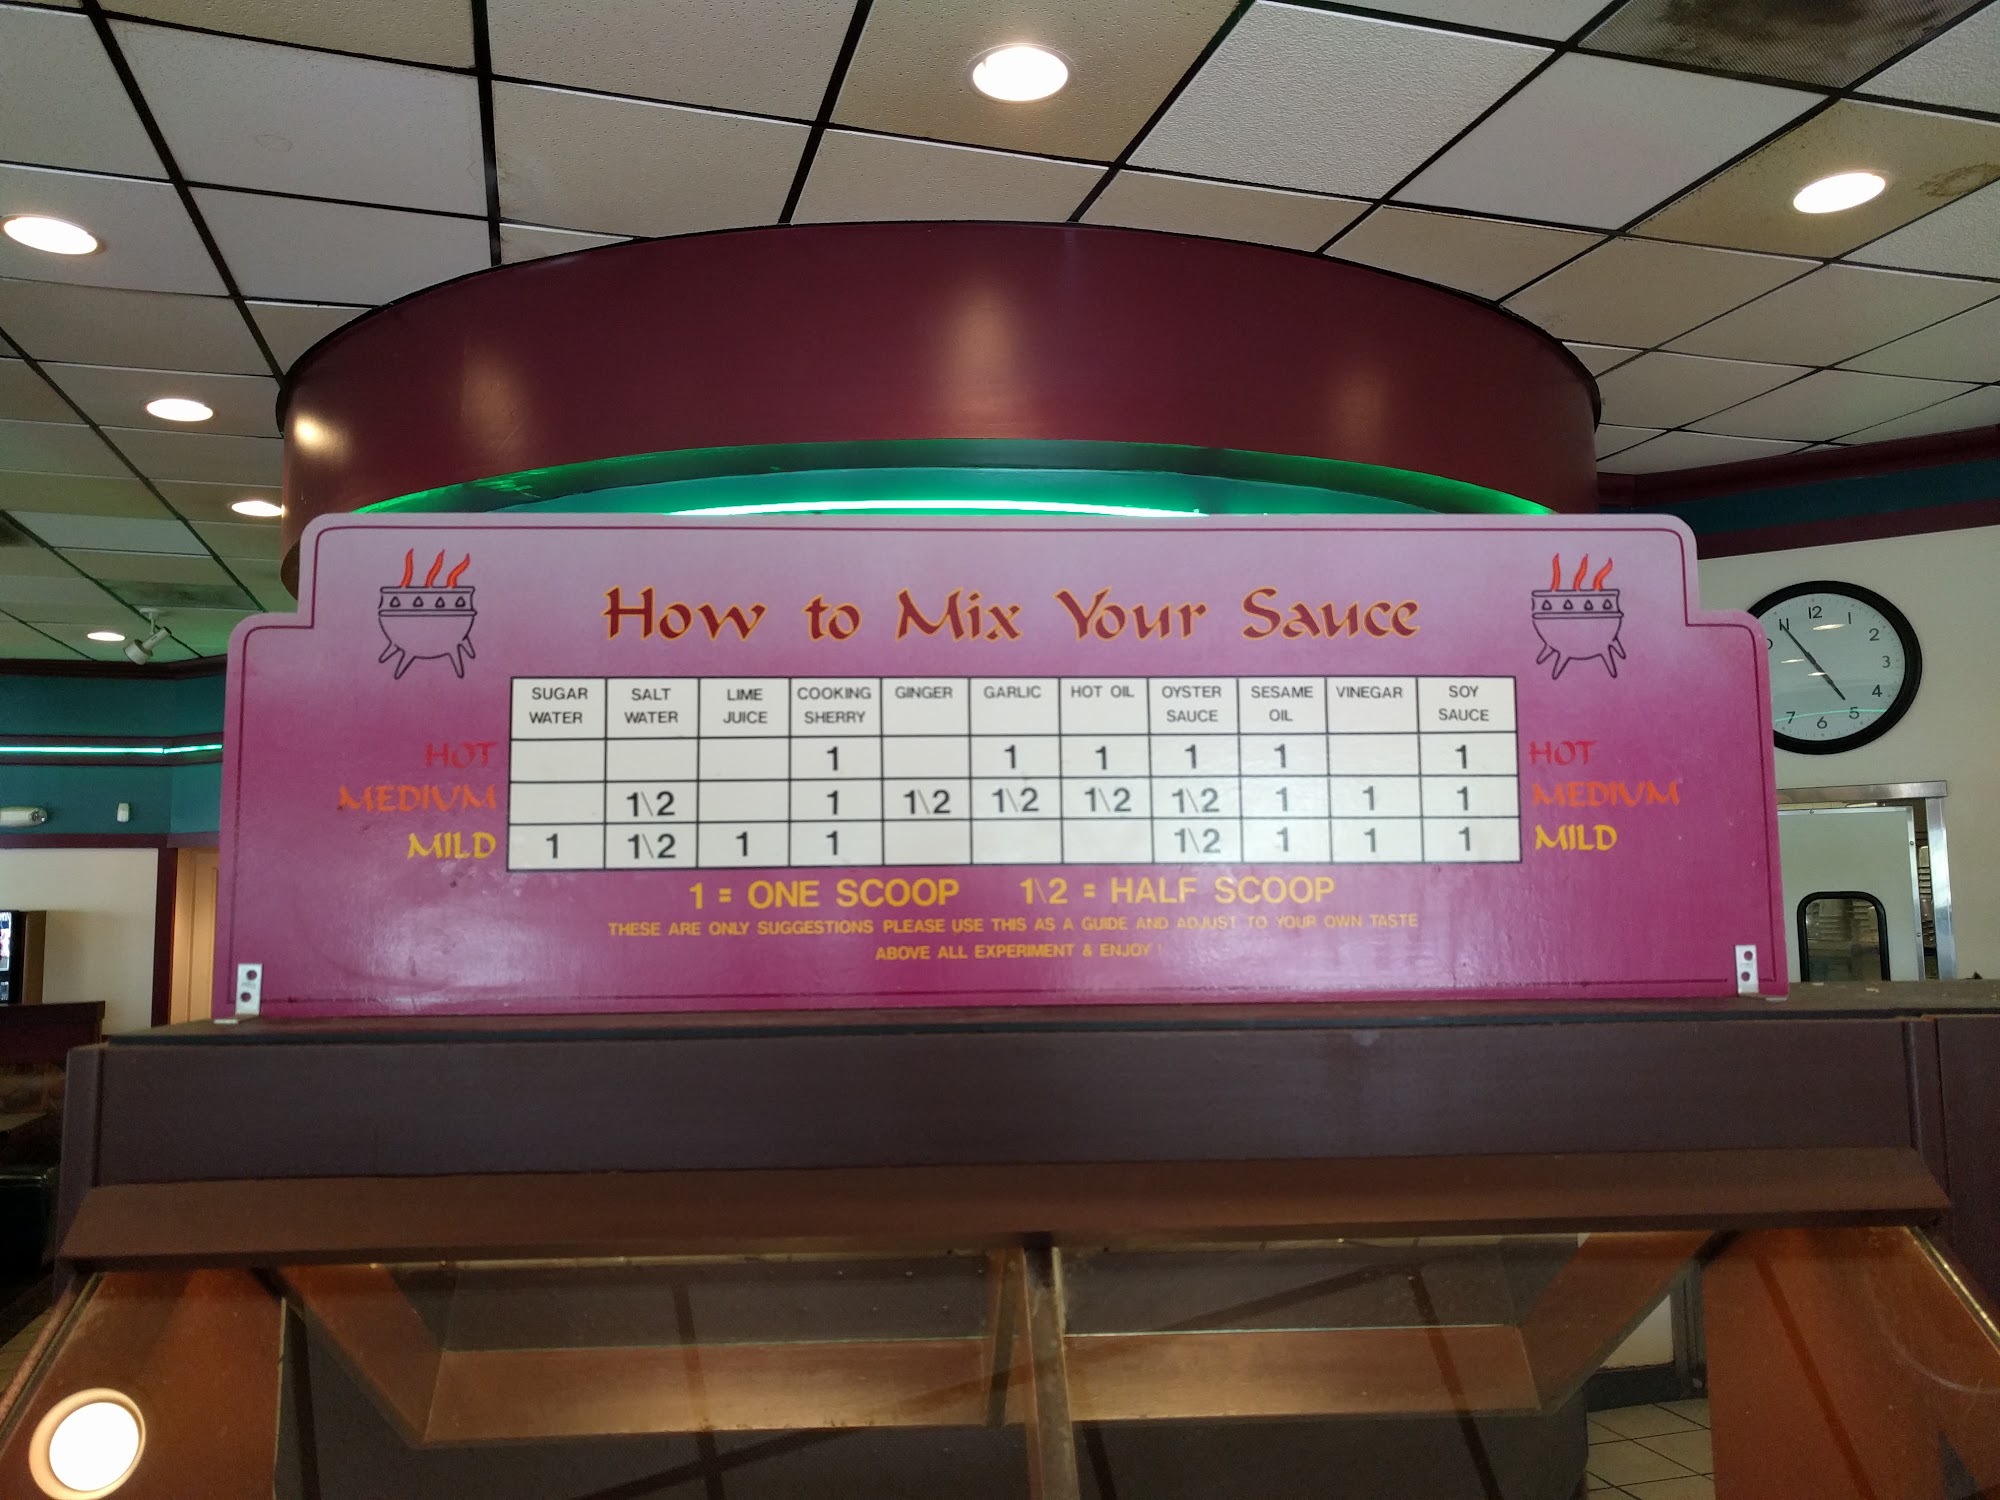 How to Mix Your Sauce
SUGAR WATER SALT WATER LIME JUICE COOKING SHERRY GINGER GARLIC HOT OIL OYSTER SAUCE SESAME OIL VINEGAR SOY SAUCE
HOT 1 1 1 1 1 1 HOT
MEDIUM 1\2 1 1\2 1\2 1\2 1\2 1 1 1 MEDIUM
MILD 1 1\2 1 1 1\2 1 1 1 MILD
1 = ONE SCOOP 1\2 = HALF SCOOP
THESE ARE ONLY SUGGESTIONS PLEASE USE THIS AS A GUIDE AND ADJUST TO YOUR OWN TASTE
ABOVE ALL EXPERIMENT & ENJOY !
11 12 1 2 3 4 5 6 7